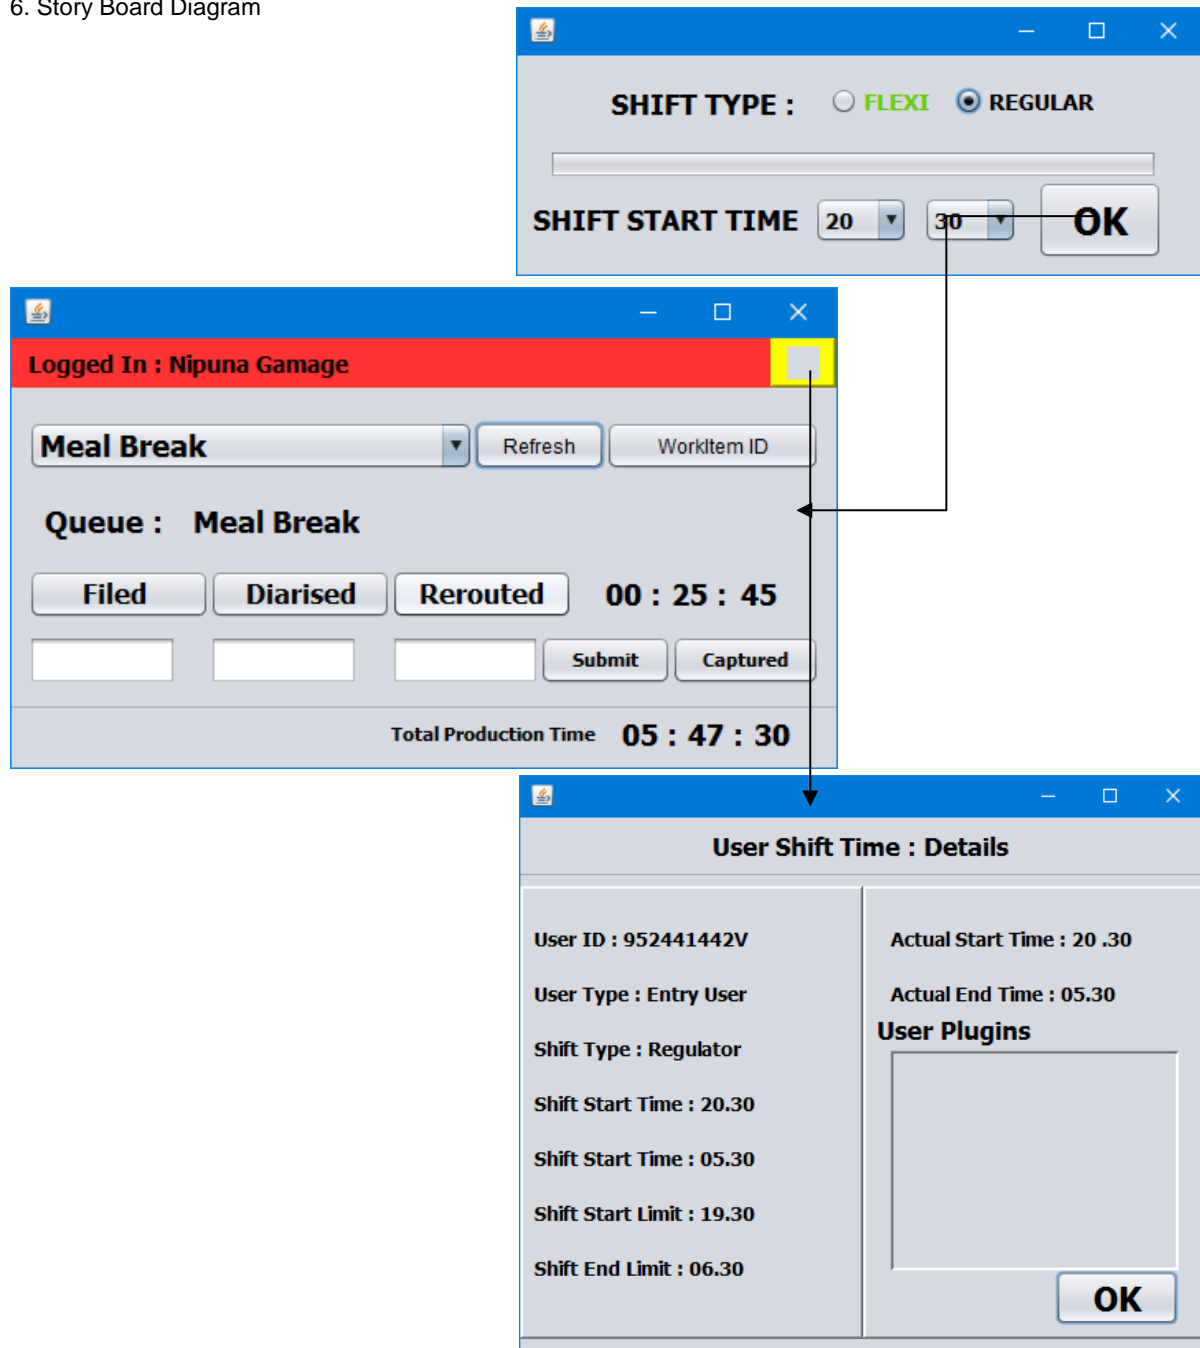 6. Story Board Diagram
SHIFT TYPE : FLEXI REGULAR
SHIFT START TIME 20 30 OK
Logged In : Nipuna Gamage
Meal Break Refresh WorkItem ID
Queue : Meal Break
Filed Diarised Rerouted 00 : 25 : 45
Submit Captured
Total Production Time 05 : 47 : 30
User Shift Time : Details
User ID : 952441442V
User Type : Entry User
Shift Type : Regulator
Shift Start Time : 20.30
Shift Start Time : 05.30
Shift Start Limit : 19.30
Shift End Limit : 06.30
Actual Start Time : 20 .30
Actual End Time : 05.30
User Plugins
OK